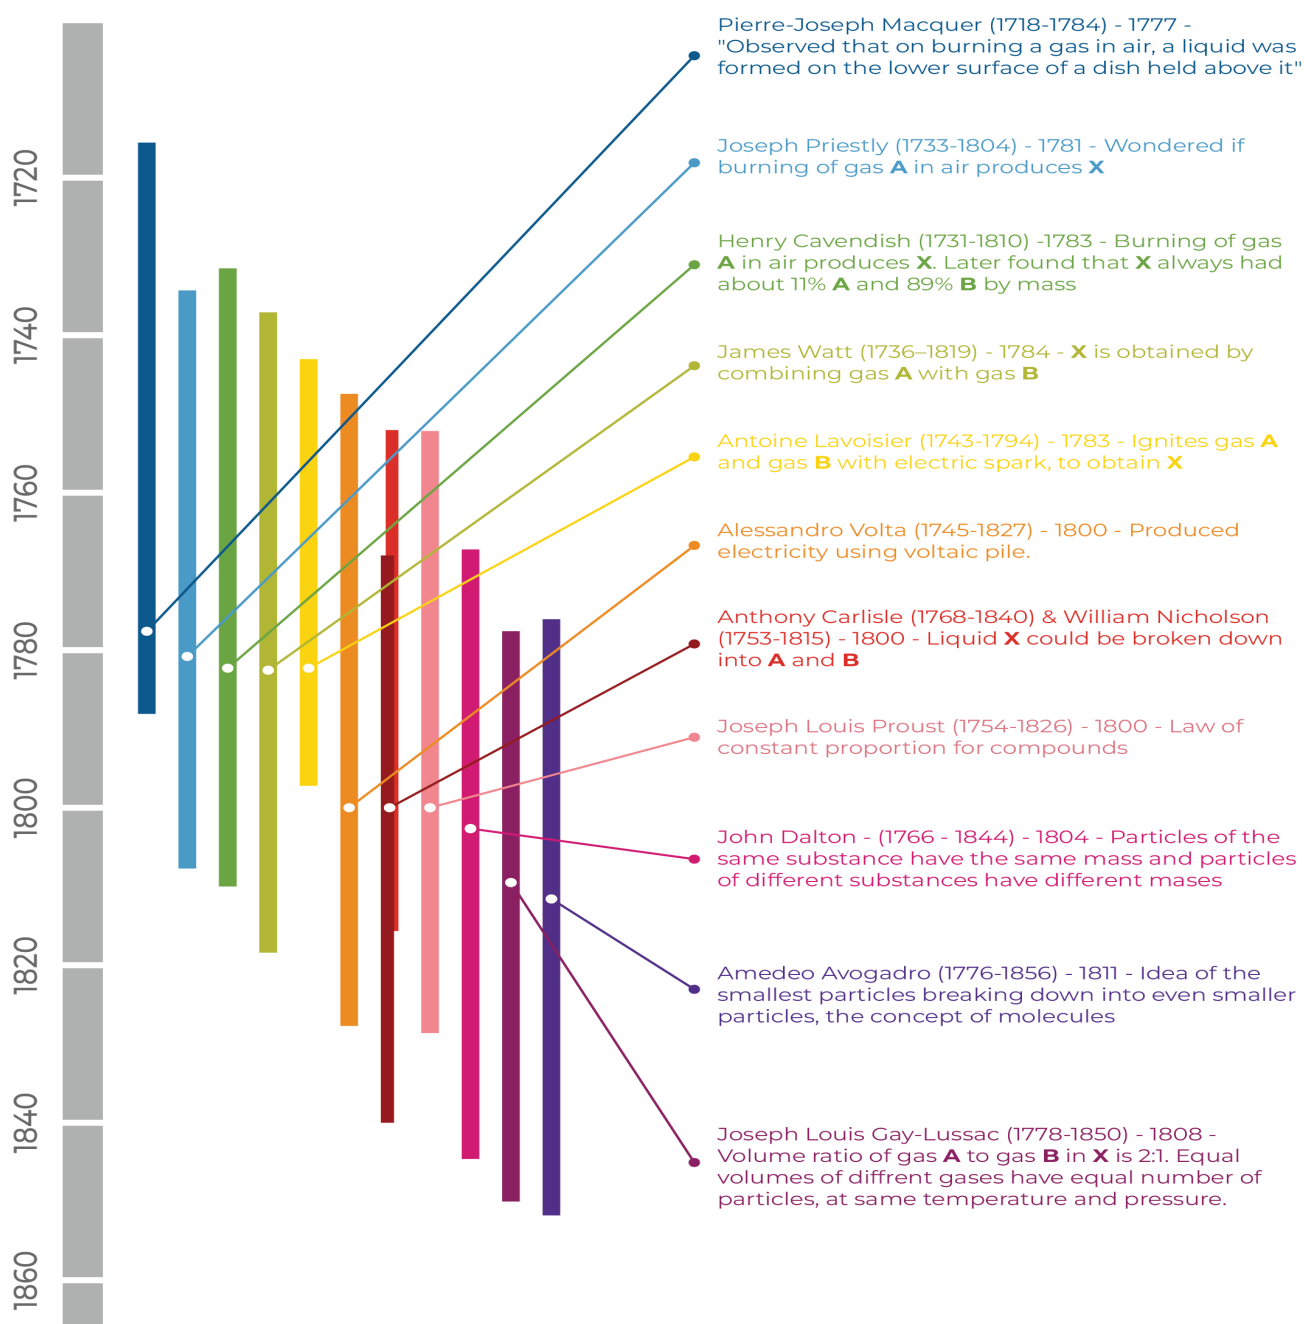 Pierre-Joseph Macquer (1718-1784) - 1777 -
"Observed that on burning a gas in air, a liquid was
formed on the lower surface of a dish held above it"
Joseph Priestly (1733-1804) - 1781 - Wondered if
burning of gas A in air produces X
Henry Cavendish (1731-1810) -1783 - Burning of gas
A in air produces X. Later found that X always had
about 11% A and 89% B by mass
James Watt (1736–1819) - 1784 - X is obtained by
combining gas A with gas B
Antoine Lavoisier (1743-1794) - 1783 - Ignites gas A
and gas B with electric spark, to obtain X
Alessandro Volta (1745-1827) - 1800 - Produced
electricity using voltaic pile.
Anthony Carlisle (1768-1840) & William Nicholson
(1753-1815) - 1800 - Liquid X could be broken down
into A and B
Joseph Louis Proust (1754-1826) - 1800 - Law of
constant proportion for compounds
John Dalton - (1766 - 1844) - 1804 - Particles of the
same substance have the same mass and particles
of different substances have different mases
Amedeo Avogadro (1776-1856) - 1811 - Idea of the
smallest particles breaking down into even smaller
particles, the concept of molecules
Joseph Louis Gay-Lussac (1778-1850) - 1808 -
Volume ratio of gas A to gas B in X is 2:1. Equal
volumes of diffrent gases have equal number of
particles, at same temperature and pressure.
1720
1740
1760
1780
1800
1820
1840
1860